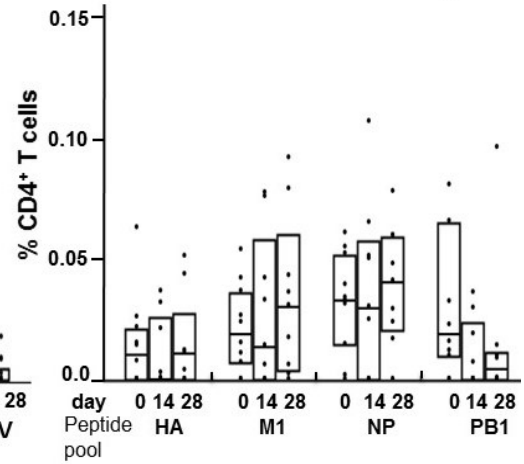 0.15
0.10
% CD4+ T cells
0.05
0.0
28
day 0 14 28 0 14 28 0 14 28 0 14 28
V
Peptide pool HA M1 NP PB1